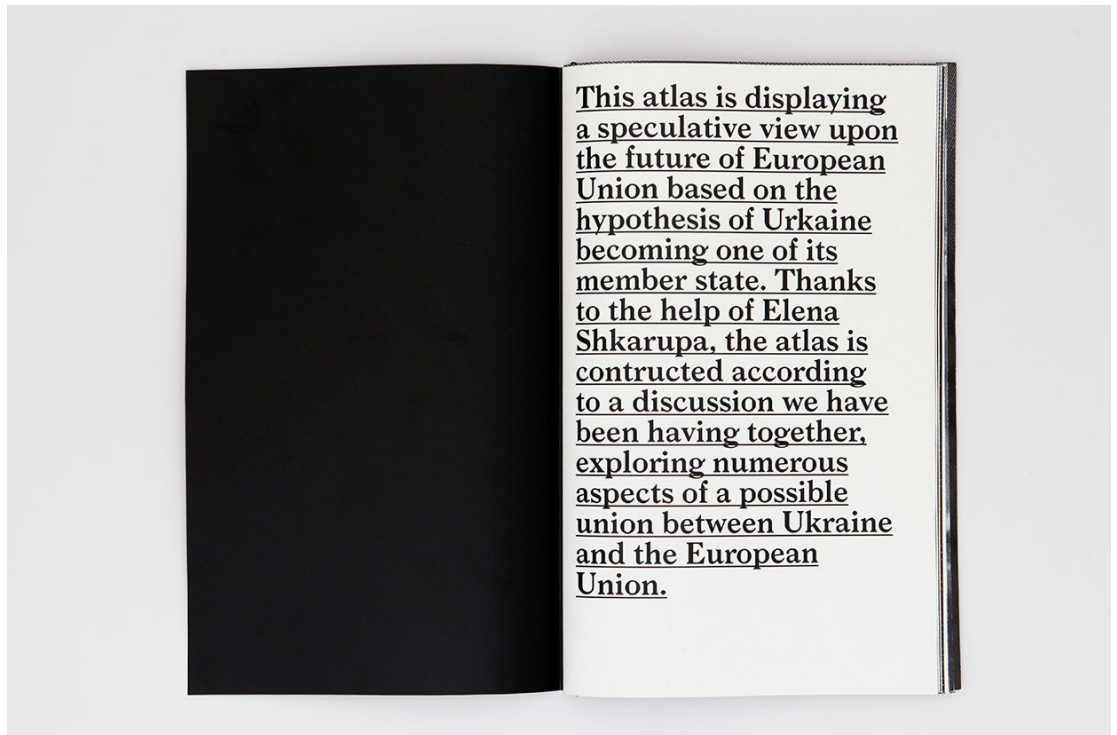 This atlas is displaying
a speculative view upon
the future of European
Union based on the
hypothesis of Urkaine
becoming one of its
member state. Thanks
to the help of Elena
Shkarupa, the atlas is
contructed according
to a discussion we have
been having together,
exploring numerous
aspects of a possible
union between Ukraine
and the European
Union.